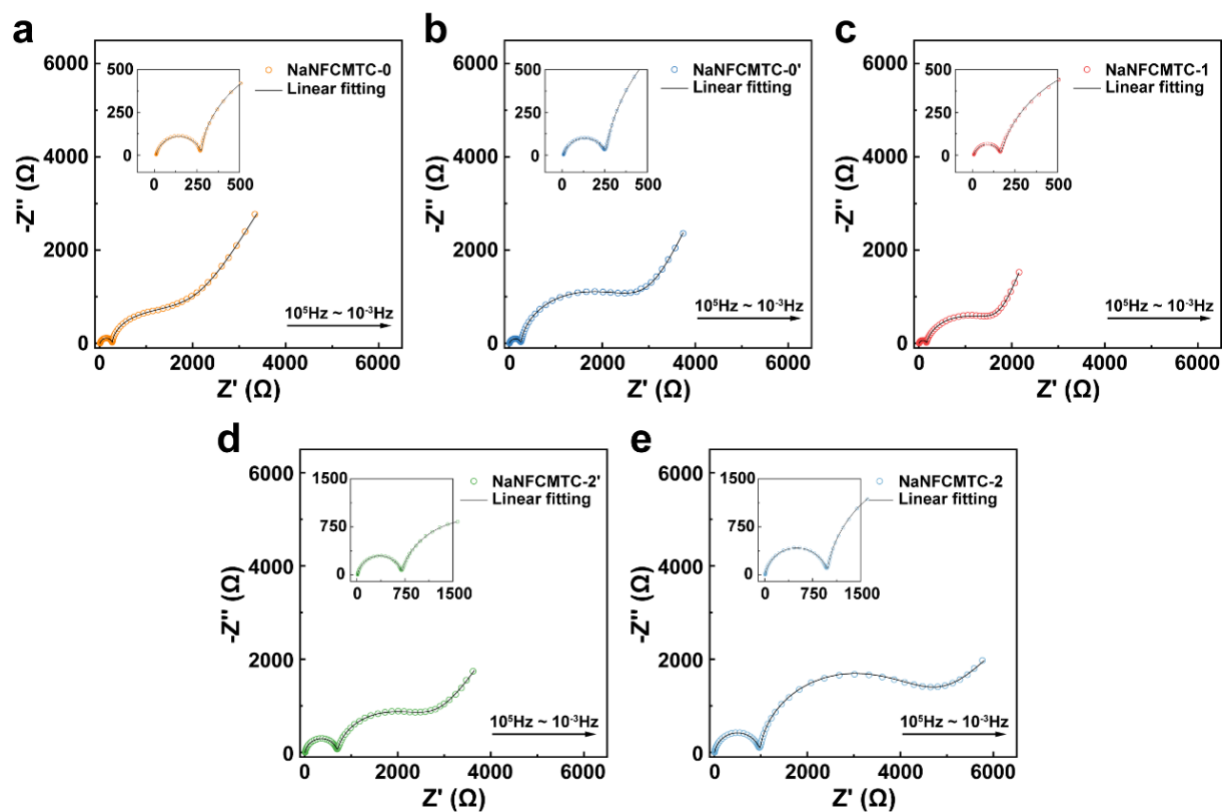 a
6000
4000
2000
0
-Z'' (Ω)
500
250
0
0 250 500
NaNFCMTC-0
Linear fitting
10⁵Hz ~ 10⁻³Hz
0 2000 4000 6000
Z' (Ω)
b
6000
4000
2000
0
-Z'' (Ω)
500
250
0
0 250 500
NaNFCMTC-0'
Linear fitting
10⁵Hz ~ 10⁻³Hz
0 2000 4000 6000
Z' (Ω)
c
6000
4000
2000
0
-Z'' (Ω)
500
250
0
0 250 500
NaNFCMTC-1
Linear fitting
10⁵Hz ~ 10⁻³Hz
0 2000 4000 6000
Z' (Ω)
d
6000
4000
2000
0
-Z'' (Ω)
1500
750
0
0 750 1500
NaNFCMTC-2'
Linear fitting
10⁵Hz ~ 10⁻³Hz
0 2000 4000 6000
Z' (Ω)
e
6000
4000
2000
0
-Z'' (Ω)
1500
750
0
0 750 1500
NaNFCMTC-2
Linear fitting
10⁵Hz ~ 10⁻³Hz
0 2000 4000 6000
Z' (Ω)